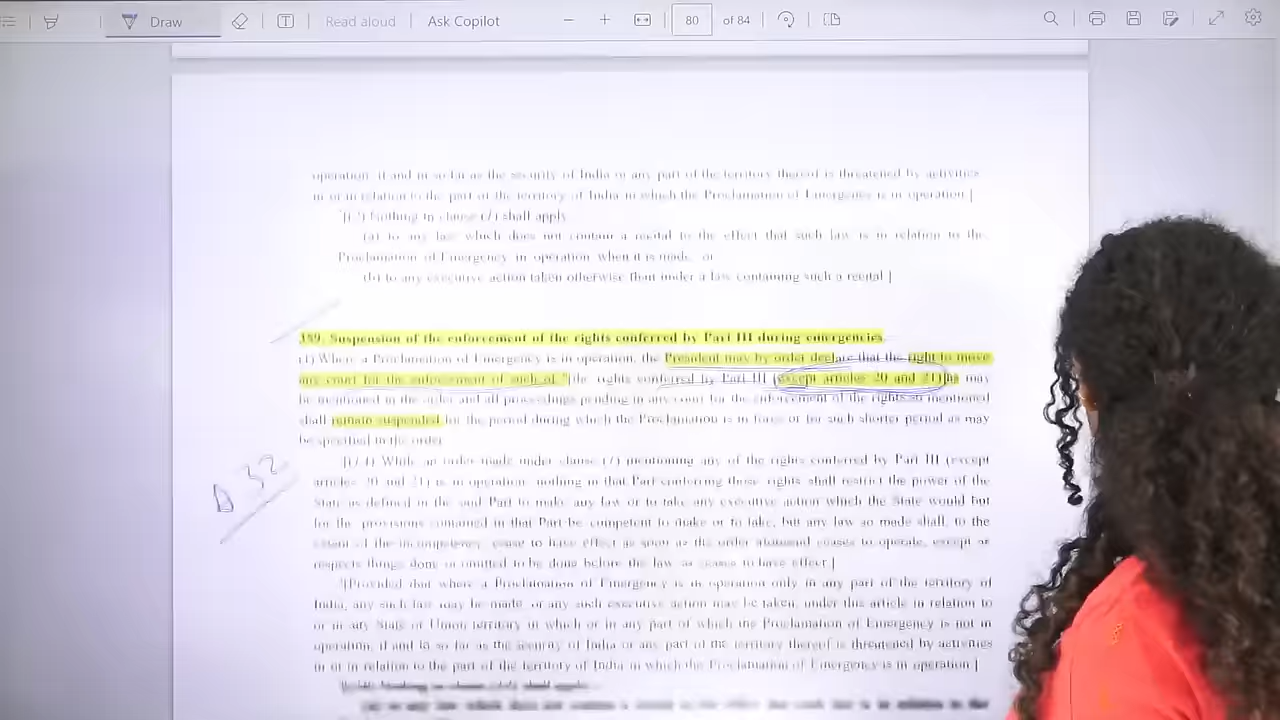 Draw
Read aloud
Ask Copilot
80 of 84
operation, if and in so far as the security of India or any part of the territory thereof is threatened by activities
in or in relation to the part of the territory of India in which the Proclamation of Emergency is in operation.]
Nothing in clause (1) shall apply
(a) to any law which does not contain a recital to the effect that such law is in relation to the
Proclamation of Emergency in operation when it is made; or
(b) to any executive action taken otherwise than under a law containing such a recital.]
359. Suspension of the enforcement of the rights conferred by Part III during emergencies
(1) Where a Proclamation of Emergency is in operation, the President may by order declare that the right to move
any court for the enforcement of such of [the rights conferred by Part III (except articles 20 and 21)] as may
be mentioned in the order and all proceedings pending in any court for the enforcement of the rights so mentioned
shall remain suspended for the period during which the Proclamation is in force or for such shorter period as may
be specified in the order.
A 32
While an order made under clause (1) mentioning any of the rights conferred by Part III (except
articles 20 and 21) is in operation, nothing in that Part conferring those rights shall restrict the power of the
State as defined in the said Part to make any law or to take any executive action which the State would but
for the provisions contained in that Part be competent to make or to take, but any law so made shall, to the
extent of the incompetency, cease to have effect as soon as the order aforesaid ceases to operate, except as
respects things done or omitted to be done before the law so ceases to have effect.]
[Provided that where a Proclamation of Emergency is in operation only in any part of the territory of
India, any such law may be made, or any such executive action may be taken, under this article in relation to
or in any State or Union territory in which or in any part of which the Proclamation of Emergency is not in
operation, if and in so far as the security of India or any part of the territory thereof is threatened by activities
in or in relation to the part of the territory of India in which the Proclamation of Emergency is in operation.]